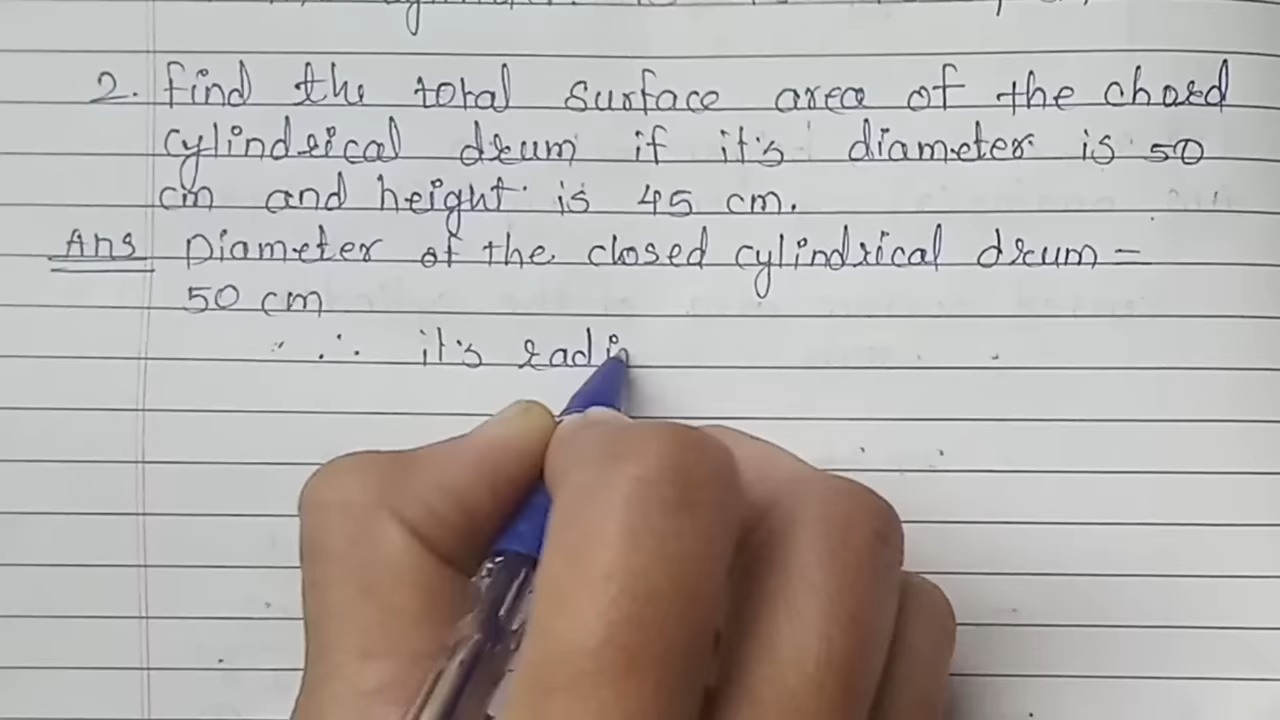 2. Find the total surface area of the chosed
cylindrical drum if it's diameter is 50
cm and height is 45 cm.
Ans Diameter of the closed cylindrical drum =
50 cm
∴ it's radi